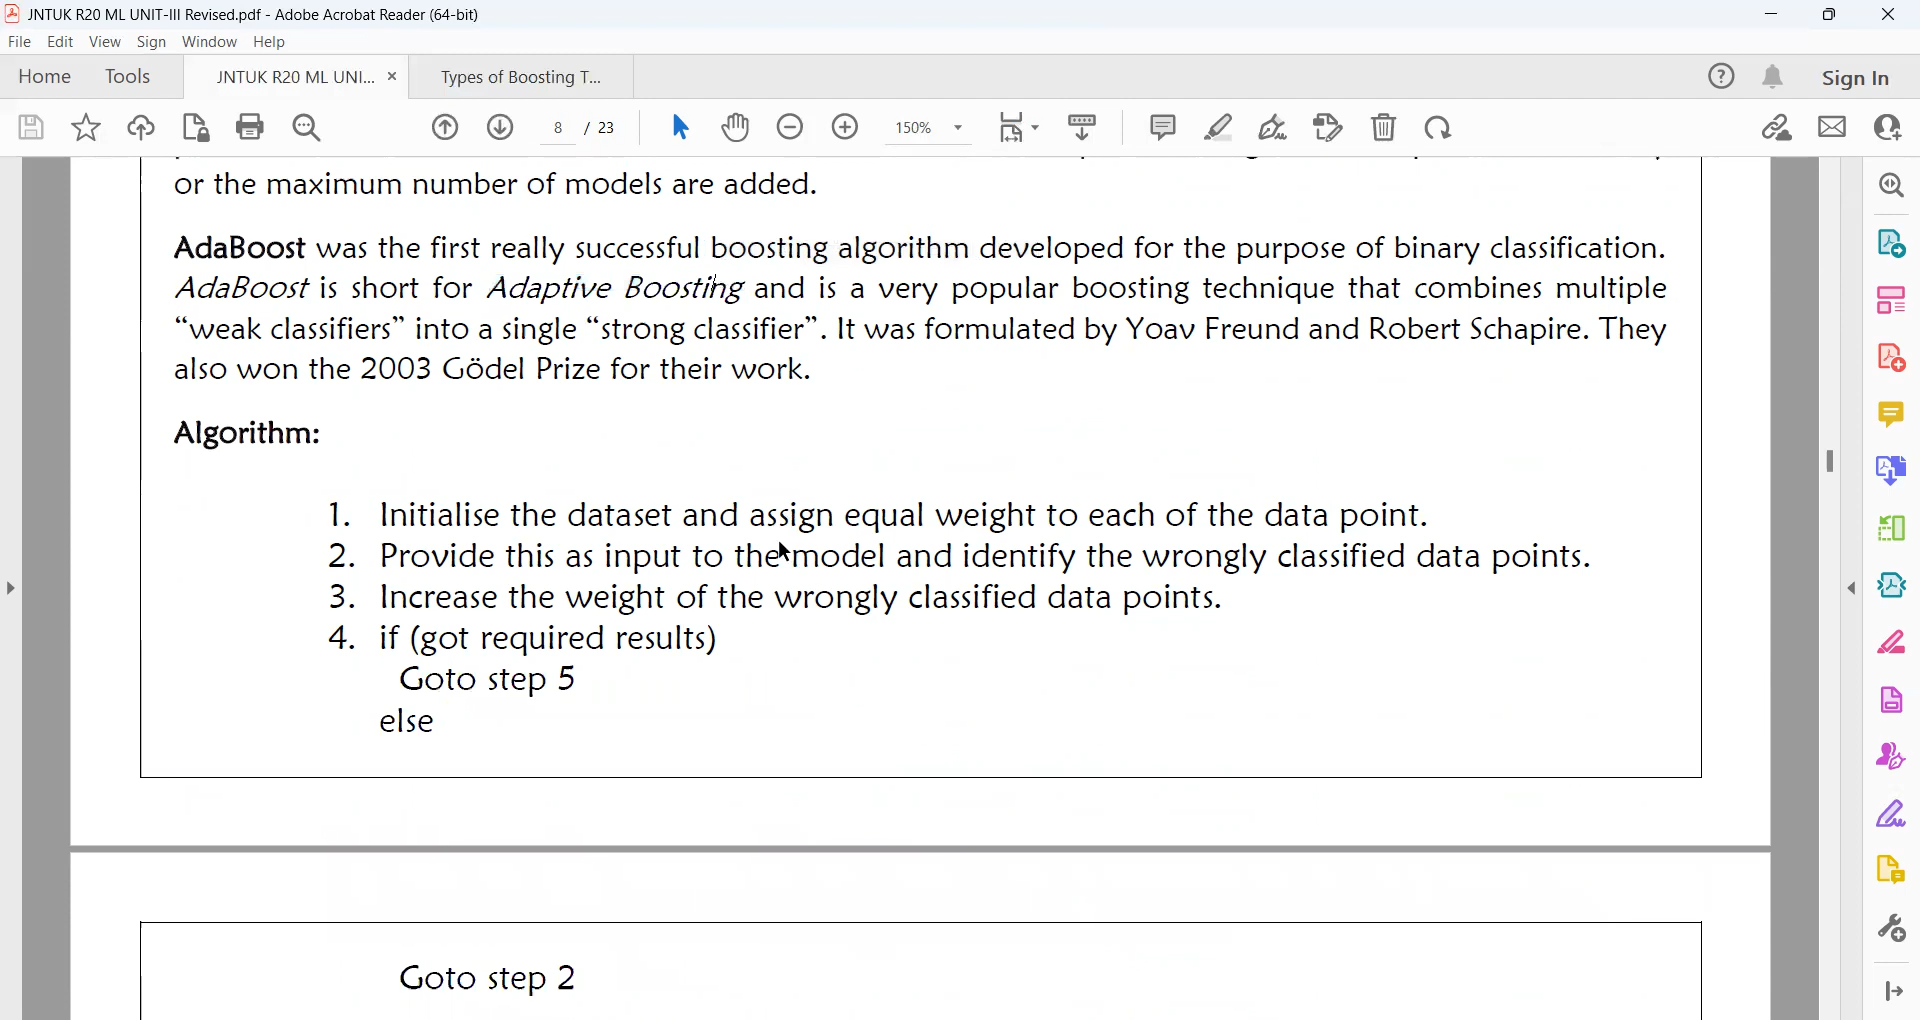 JNTUK R20 ML UNIT-III Revised.pdf - Adobe Acrobat Reader (64-bit)
File Edit View Sign Window Help
Home Tools JNTUK R20 ML UNI... × Types of Boosting T... Sign In
8 / 23 150%
or the maximum number of models are added.
AdaBoost was the first really successful boosting algorithm developed for the purpose of binary classification.
AdaBoost is short for Adaptive Boosting and is a very popular boosting technique that combines multiple
“weak classifiers” into a single “strong classifier”. It was formulated by Yoav Freund and Robert Schapire. They
also won the 2003 Gödel Prize for their work.
Algorithm:
1. Initialise the dataset and assign equal weight to each of the data point.
2. Provide this as input to the model and identify the wrongly classified data points.
3. Increase the weight of the wrongly classified data points.
4. if (got required results)
Goto step 5
else
Goto step 2